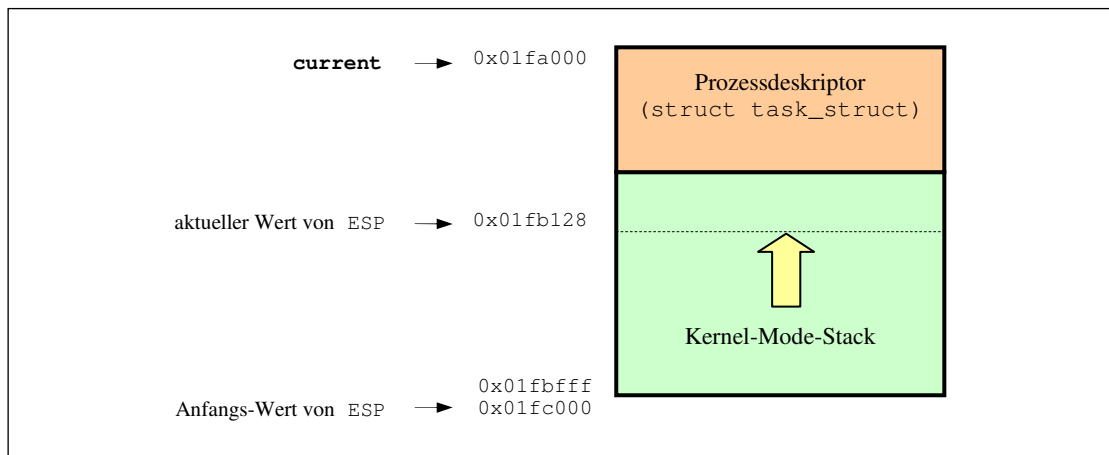 current 0x01fa000
Prozessdeskriptor
(struct task_struct)
aktueller Wert von ESP 0x01fb128
Kernel-Mode-Stack
0x01fbfff
Anfangs-Wert von ESP 0x01fc000